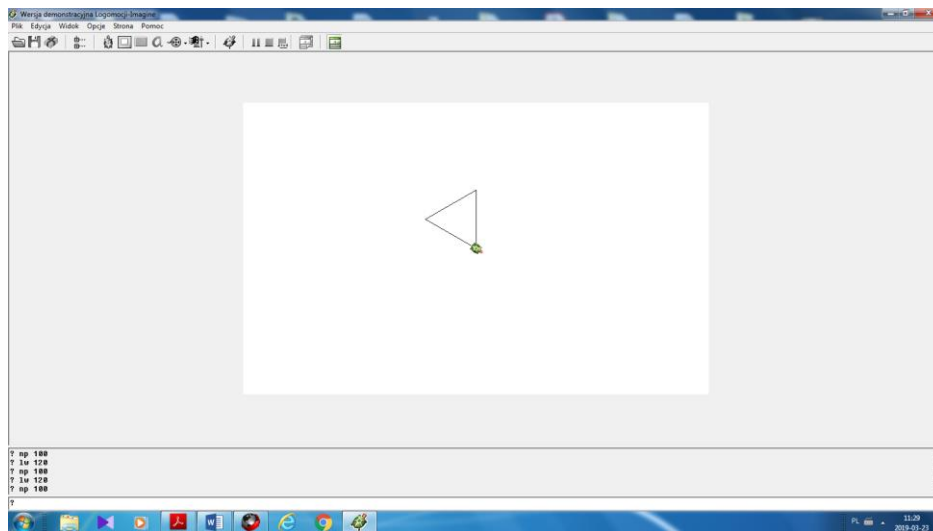 Wersja demonstracyjna Logomocji-Imagine
Plik Edycja Widok Opcje Strona Pomoc
? np 100
? lw 120
? np 100
? lw 120
? np 100
?
PL
11:29
2019-03-23